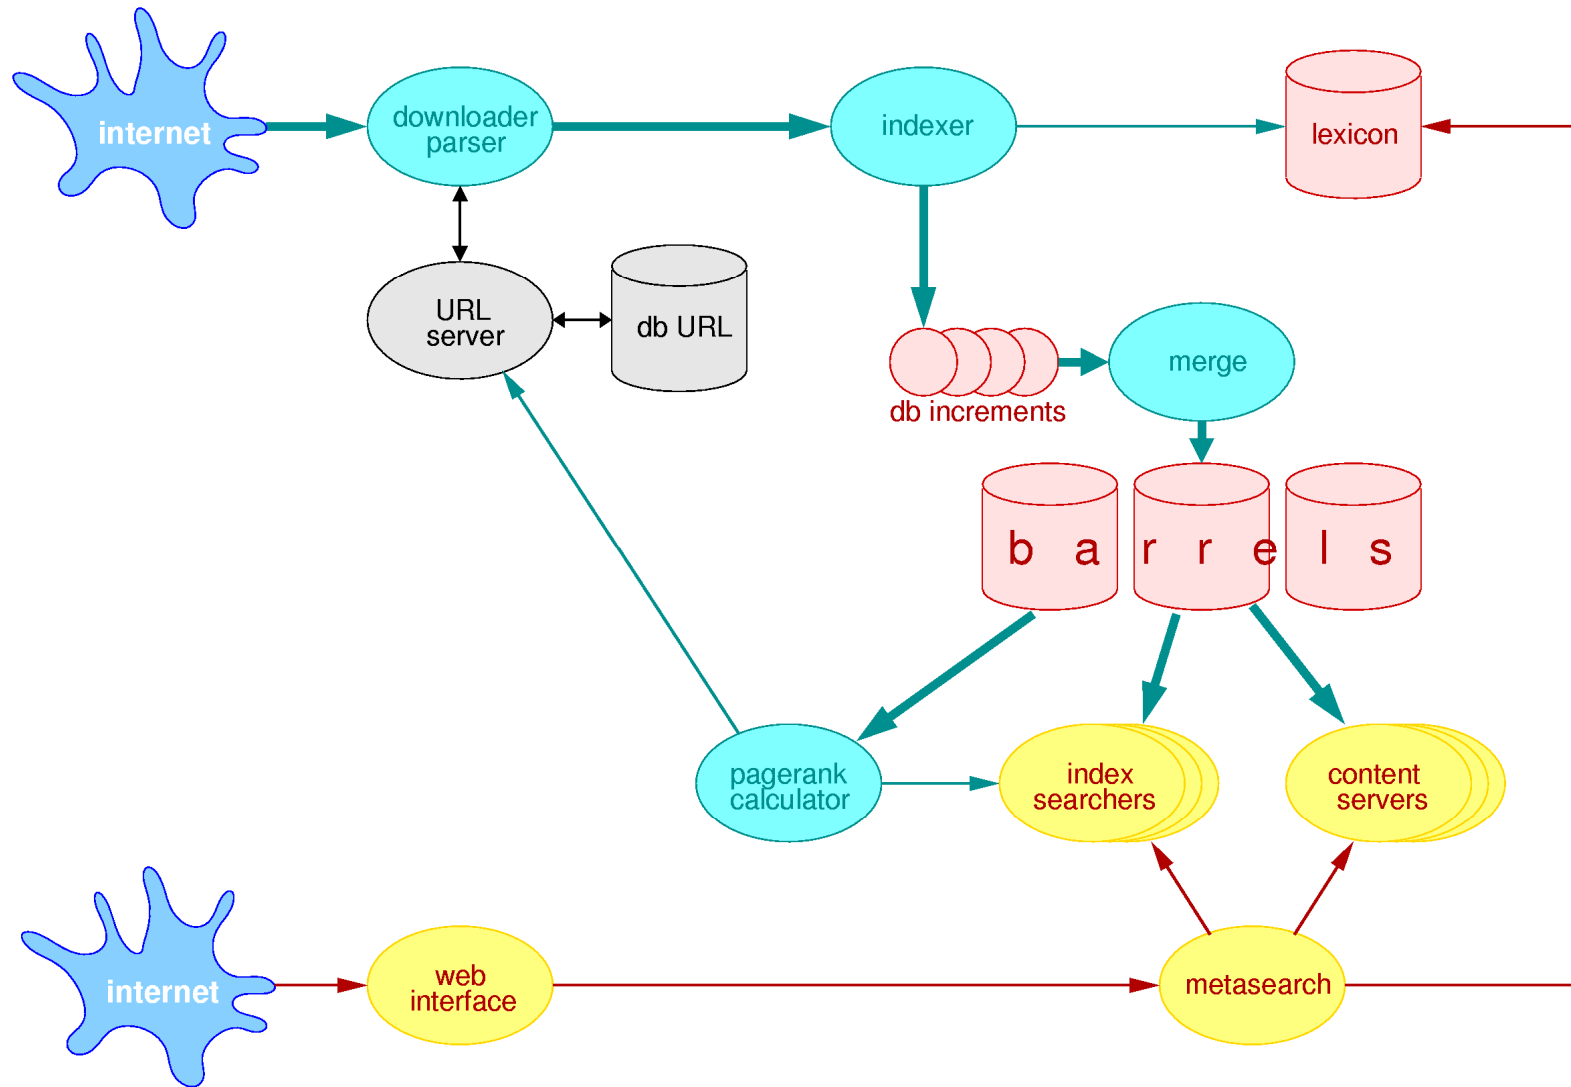 internet
downloader
parser
indexer
lexicon
URL
server
db URL
merge
db increments
b a r r e l s
pagerank
calculator
index
searchers
content
servers
internet
web
interface
metasearch